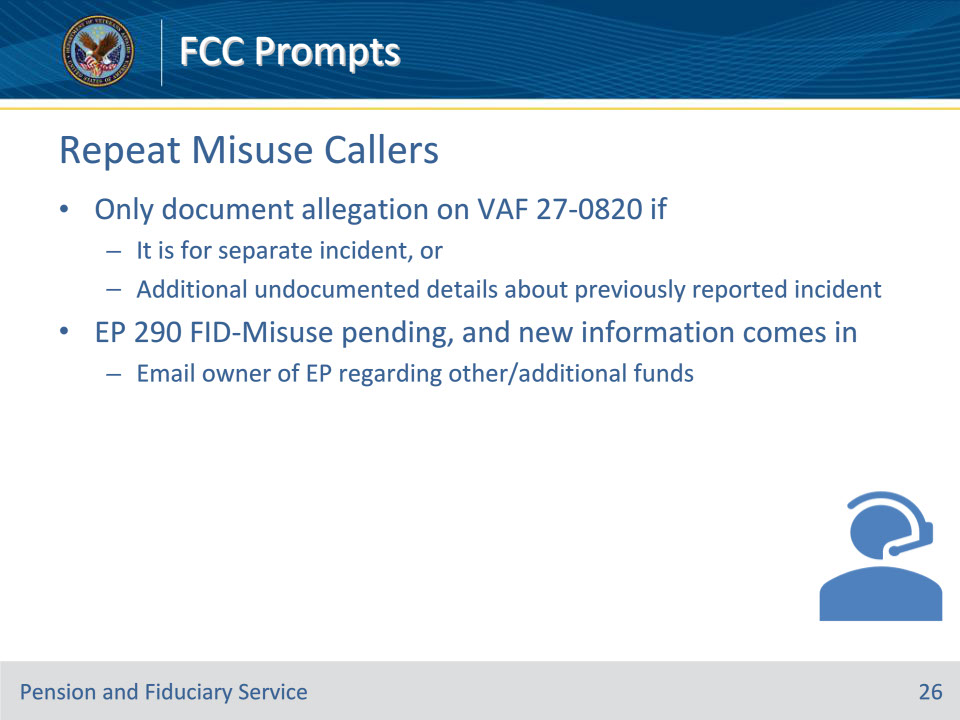 FCC Prompts
Repeat Misuse Callers
• Only document allegation on VAF 27-0820 if
– It is for separate incident, or
– Additional undocumented details about previously reported incident
• EP 290 FID-Misuse pending, and new information comes in
– Email owner of EP regarding other/additional funds
Pension and Fiduciary Service
26